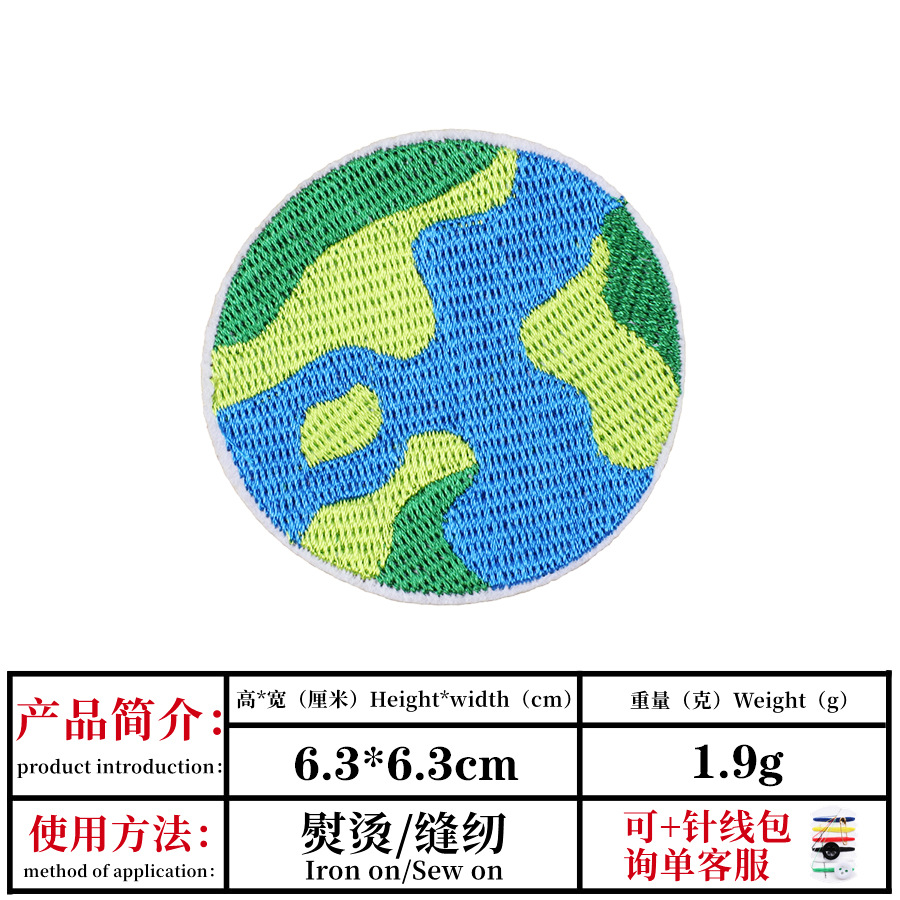 产品简介：
product introduction：
高*宽（厘米）Height*width（cm）
重量（克）Weight（g）
6.3*6.3cm
1.9g
使用方法：
method of application：
熨烫/缝纫
Iron on/Sew on
可+针线包
询单客服